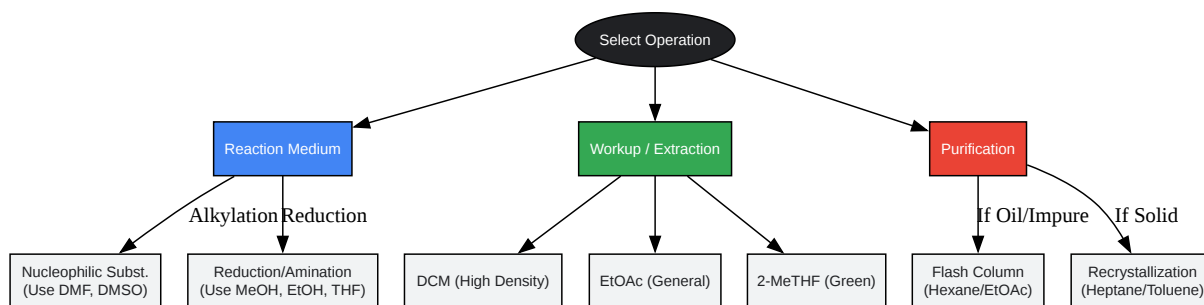 Select Operation
Reaction Medium
Workup / Extraction
Purification
Alkylation
Reduction
If Oil/Impure
If Solid
Nucleophilic Subst.
(Use DMF, DMSO)
Reduction/Amination
(Use MeOH, EtOH, THF)
DCM (High Density)
EtOAc (General)
2-MeTHF (Green)
Flash Column
(Hexane/EtOAc)
Recrystallization
(Heptane/Toluene)